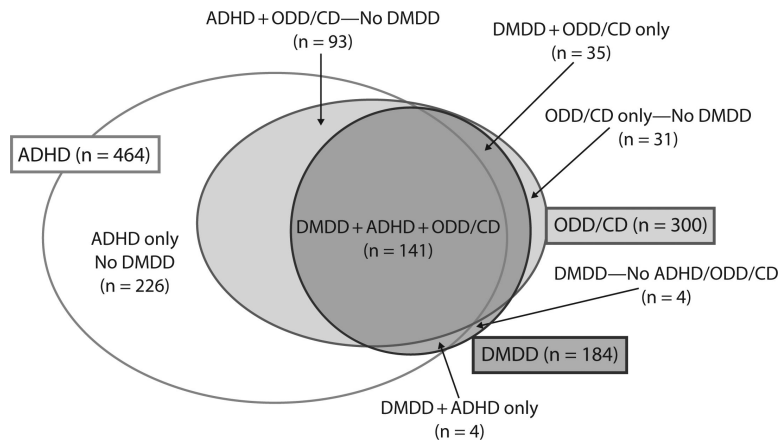 ADHD + ODD/CD—No DMDD
(n = 93)
DMDD + ODD/CD only
(n = 35)
ODD/CD only—No DMDD
(n = 31)
ADHD (n = 464)
DMDD + ADHD + ODD/CD
(n = 141)
ODD/CD (n = 300)
ADHD only
No DMDD
(n = 226)
DMDD—No ADHD/ODD/CD
(n = 4)
DMDD (n = 184)
DMDD + ADHD only
(n = 4)